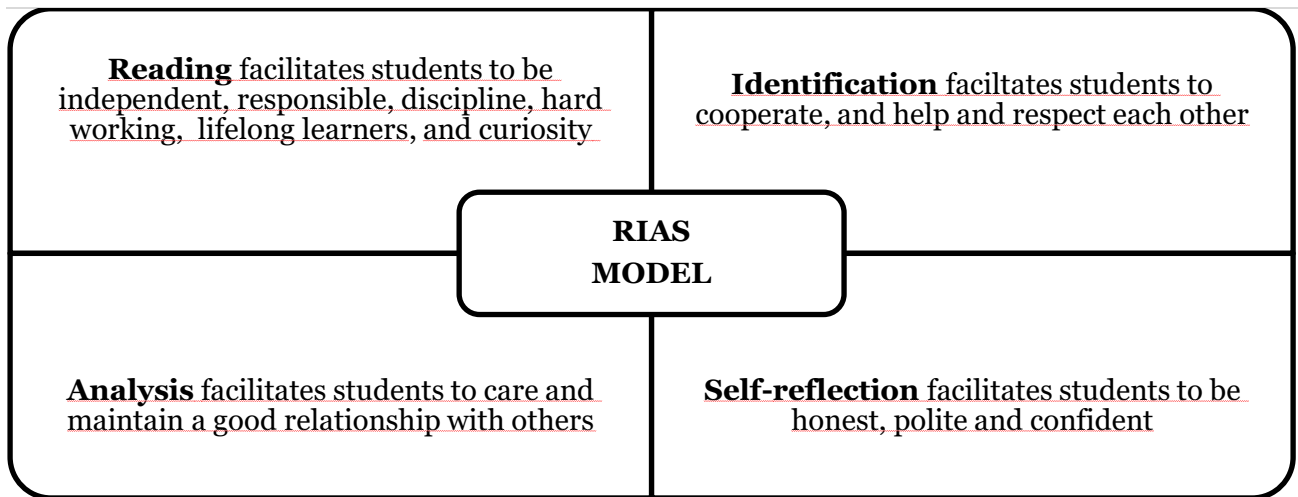 Reading facilitates students to be
independent, responsible, discipline, hard
working,  lifelong learners, and curiosity
Identification faciltates students to
cooperate, and help and respect each other
RIAS
MODEL
Analysis facilitates students to care and
maintain a good relationship with others
Self-reflection facilitates students to be
honest, polite and confident